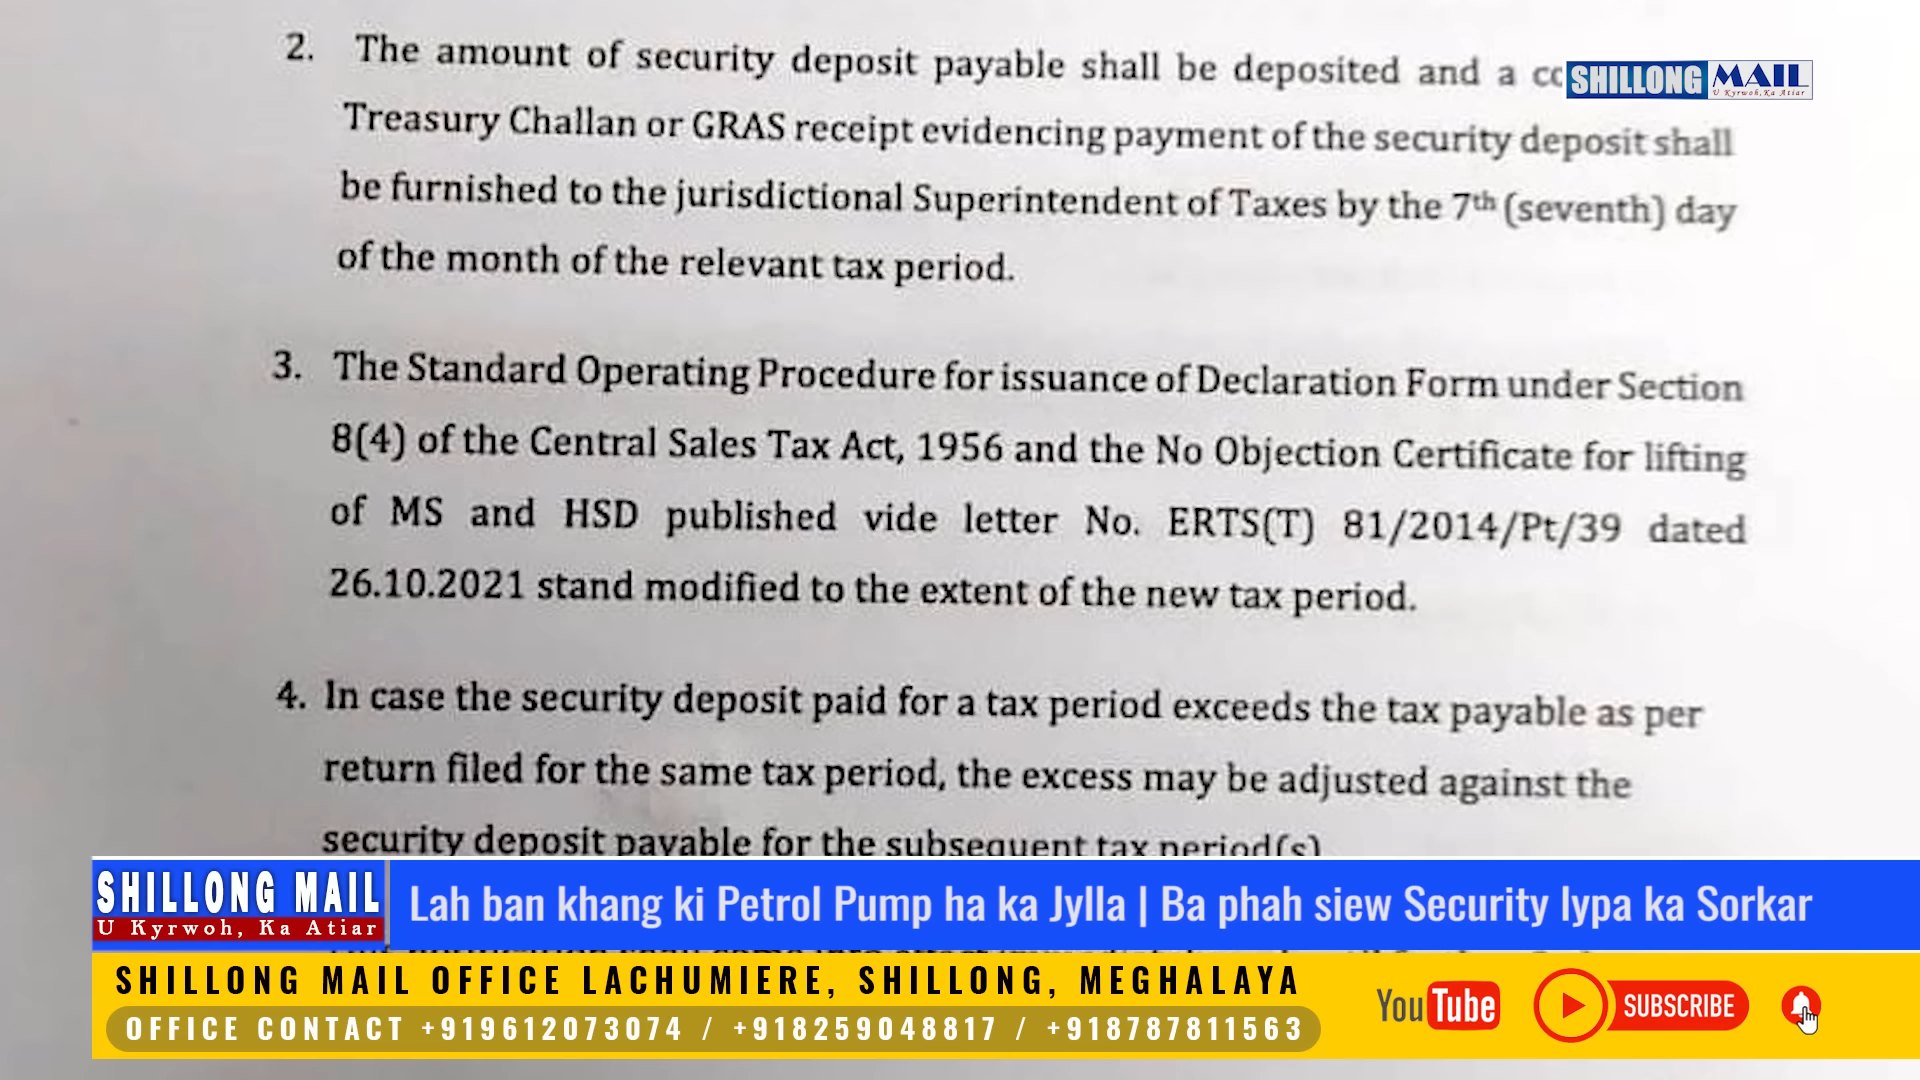 2. The amount of security deposit payable shall be deposited and a
SHILLONG MAIL
U Kyrwoh, Ka Atiar
Treasury Challan or GRAS receipt evidencing payment of the security deposit shall
be furnished to the jurisdictional Superintendent of Taxes by the 7th (seventh) day
of the month of the relevant tax period.
3. The Standard Operating Procedure for issuance of Declaration Form under Section
8(4) of the Central Sales Tax Act, 1956 and the No Objection Certificate for lifting
of MS and HSD published vide letter No. ERTS(T) 81/2014/Pt/39 dated
26.10.2021 stand modified to the extent of the new tax period.
4. In case the security deposit paid for a tax period exceeds the tax payable as per
return filed for the same tax period, the excess may be adjusted against the
security deposit payable for the subsequent tax period(s)
SHILLONG MAIL
U Kyrwoh, Ka Atiar
Lah ban khang ki Petrol Pump ha ka Jylla | Ba phah siew Security lypa ka Sorkar
SHILLONG MAIL OFFICE LACHUMIERE, SHILLONG, MEGHALAYA
OFFICE CONTACT +919612073074 / +918259048817 / +918787811563
YouTube
SUBSCRIBE